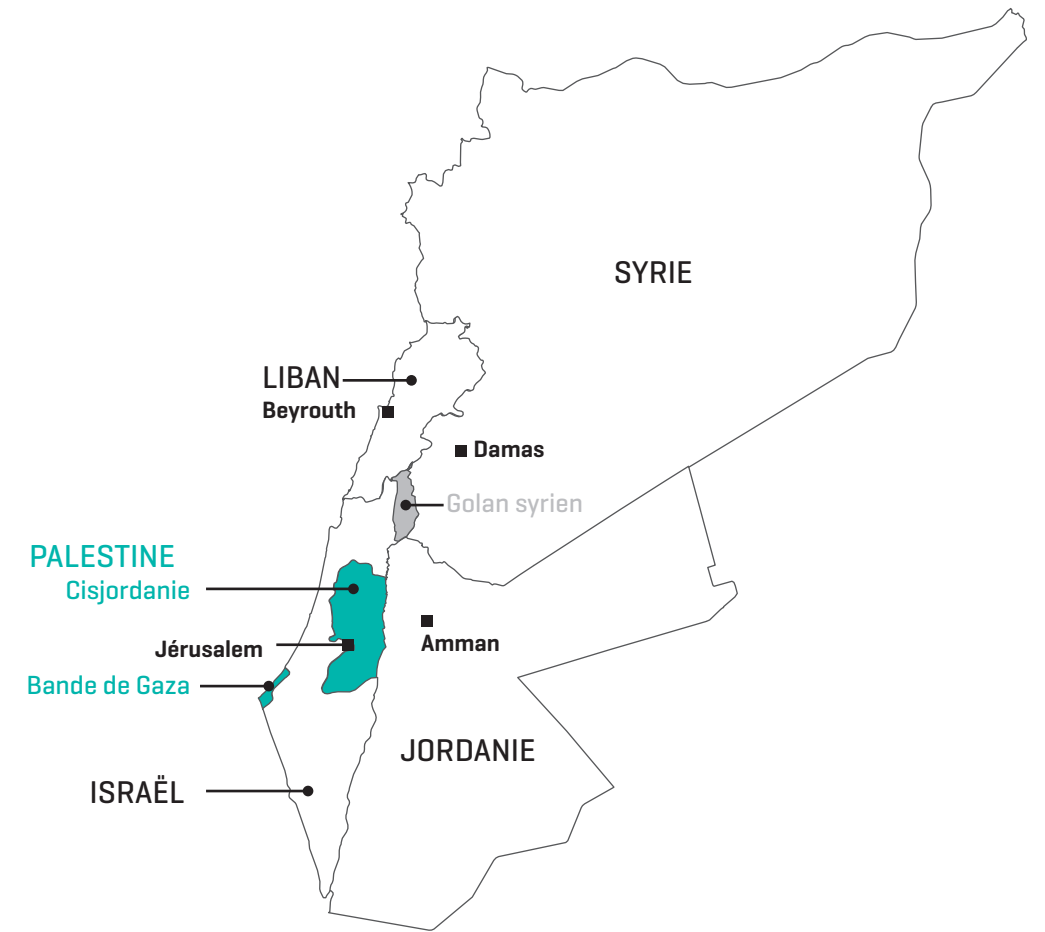 SYRIE
LIBAN
Beyrouth
Damas
Golan syrien
PALESTINE
Cisjordanie
Jérusalem
Amman
Bande de Gaza
JORDANIE
ISRAËL